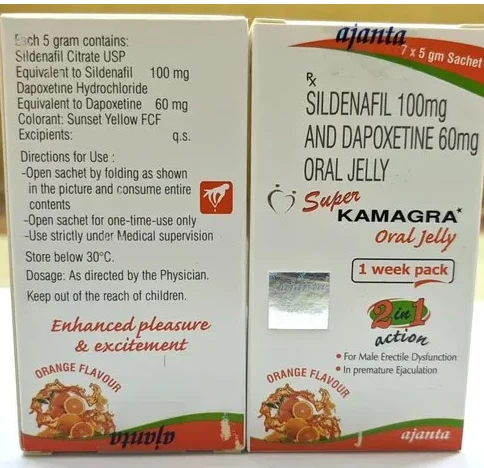 Each 5 gram contains:
Sildenafil Citrate USP
Equivalent to Sildenafil 100 mg
Dapoxetine Hydrochloride
Equivalent to Dapoxetine 60 mg
Colorant: Sunset Yellow FCF
Excipients: q.s.
Directions for Use :
-Open sachet by folding as shown
in the picture and consume entire
contents
-Open sachet for one-time-use only
-Use strictly under Medical supervision
Store below 30°C.
Dosage: As directed by the Physician.
Keep out of the reach of children.
Enhanced pleasure
& excitement
ORANGE FLAVOUR
ajanta
ajanta
7 x 5 gm Sachet
Rx
SILDENAFIL 100mg
AND DAPOXETINE 60mg
ORAL JELLY
Super
KAMAGRA*
Oral Jelly
ajanta
1 week pack
2 in 1
action
• For Male Erectile Dysfunction
• In premature Ejaculation
ORANGE FLAVOUR
ajanta